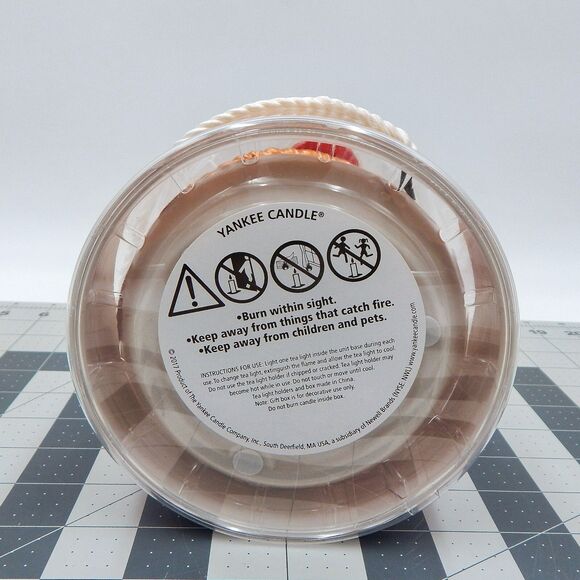 YANKEE CANDLE®
•Burn within sight.
•Keep away from things that catch fire.
•Keep away from children and pets.
INSTRUCTIONS FOR USE: Light one tea light inside the unit base during each
use. To change tea light, extinguish the flame and allow the tea light to cool.
Do not use the tea light holder if chipped or cracked. Tea light holder may
become hot while in use. Do not touch or move until cool.
Tea light holders and box made in China.
Note: Gift box is for decorative use only.
Do not burn candle inside box.
© 2017 Product of The Yankee Candle Company, Inc., South Deerfield, MA USA, a subsidiary of Newell Brands (NYSE: NWL) www.yankeecandle.com